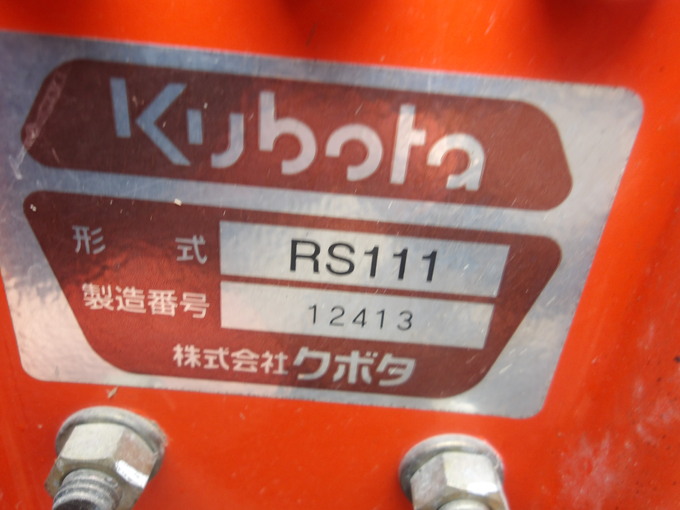 Kubota
形式 RS111
製造番号 12413
株式会社クボタ